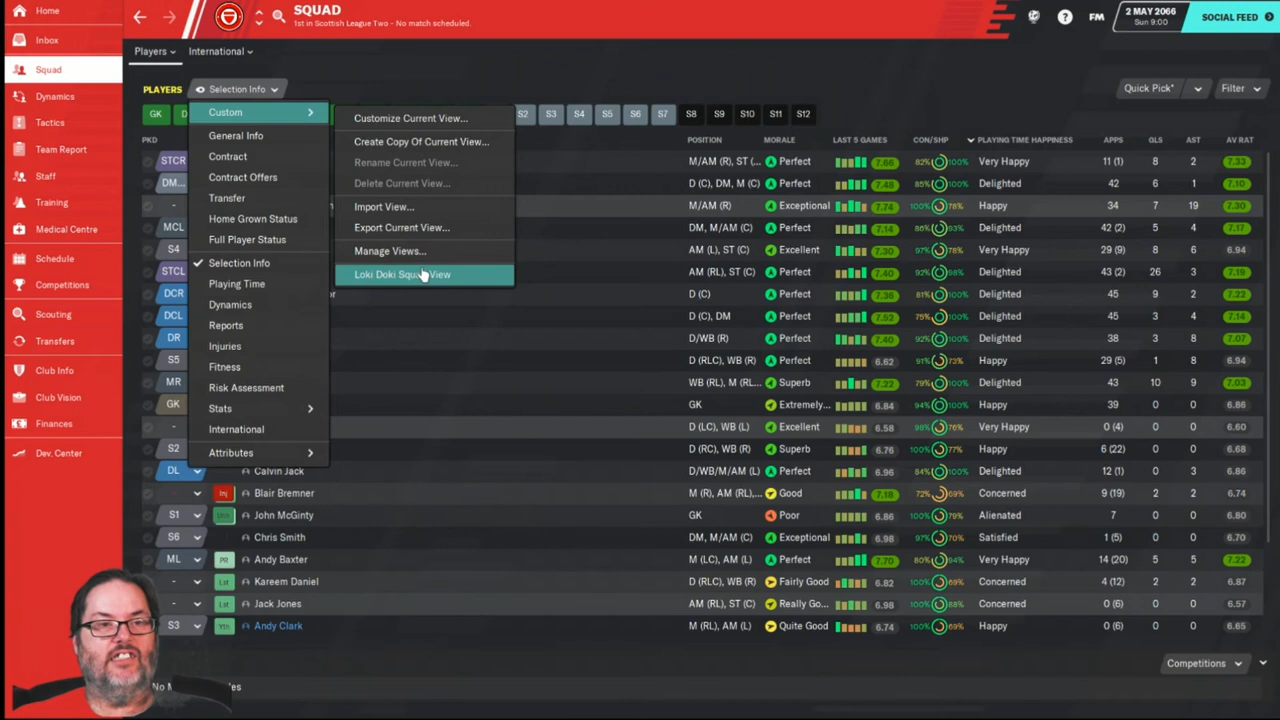 Home
Inbox
Squad
Dynamics
Tactics
Team Report
Staff
Training
Medical Centre
Schedule
Competitions
Scouting
Transfers
Club Info
Club Vision
Finances
Dev. Center
SQUAD
1st in Scottish League Two - No match scheduled.
FM
2 MAY 2066
Sun 9:00
SOCIAL FEED
Players
International
PLAYERS
Selection Info
Quick Pick*
Filter
GK
S2 S3 S4 S5 S6 S7 S8 S9 S10 S11 S12
Custom
General Info
Contract
Contract Offers
Transfer
Home Grown Status
Full Player Status
Selection Info
Playing Time
Dynamics
Reports
Injuries
Fitness
Risk Assessment
Stats
International
Attributes
Customize Current View...
Create Copy Of Current View...
Rename Current View...
Delete Current View...
Import View...
Export Current View...
Manage Views...
Loki Doki Squad View
PKD POSITION MORALE LAST 5 GAMES CON/SHP PLAYING TIME HAPPINESS APPS GLS AST AV RAT
STCR M/AM (R), ST (... Perfect 7.66 82% 100% Very Happy 11 (1) 8 2 7.33
DM... D (C), DM, M (C) Perfect 7.48 85% 100% Delighted 42 6 1 7.10
- M/AM (R) Exceptional 7.74 82% 78% Happy 34 7 19 7.30
MCL DM, M/AM (C) Perfect 7.14 86% 93% Delighted 42 (2) 5 4 7.17
S4 AM (L), ST (C) Excellent 7.30 97% 78% Very Happy 29 (9) 8 6 6.94
STCL AM (RL), ST (C) Perfect 7.40 92% 98% Delighted 43 (2) 26 3 7.19
DCR D (C) Perfect 7.36 81% 100% Delighted 45 9 2 7.22
DCL D (C), DM Perfect 7.52 75% 100% Delighted 45 3 4 7.14
DR D/WB (R) Perfect 7.40 92% 100% Delighted 38 3 8 7.07
S5 D (RLC), WB (R) Perfect 6.62 91% 73% Happy 29 (5) 1 8 6.94
MR WB (RL), M (RL... Superb 7.22 79% 100% Delighted 43 10 9 7.03
GK GK Extremely... 6.84 94% 100% Happy 39 0 0 6.86
- D (LC), WB (L) Excellent 6.58 98% 76% Very Happy 0 (4) 0 0 6.60
S2 D (RC), WB (R) Superb 6.76 98% 77% Happy 6 (22) 0 0 6.68
DL Calvin Jack D/WB/M/AM (L) Perfect 6.96 84% 100% Delighted 12 (1) 0 3 6.86
- Inj Blair Bremner M (R), AM (RL),... Good 7.18 72% 69% Concerned 9 (19) 2 2 6.74
S1 John McGinty GK Poor 6.86 100% 79% Alienated 7 0 0 6.80
S6 Chris Smith DM, M/AM (C) Exceptional 6.98 97% 70% Satisfied 1 (5) 0 0 6.70
ML PR Andy Baxter M (LC), AM (L) Perfect 7.70 80% 94% Very Happy 14 (20) 5 5 7.22
- Lst Kareem Daniel D (RLC), WB (R) Fairly Good 6.82 100% 69% Concerned 4 (12) 2 2 6.87
- Lst Jack Jones AM (RL), ST (C) Really Go... 6.98 100% 88% Concerned 0 (6) 0 0 6.57
S3 Yth Andy Clark M (RL), AM (L) Quite Good 6.74 100% 69% Happy 0 (6) 0 0 6.65
Competitions